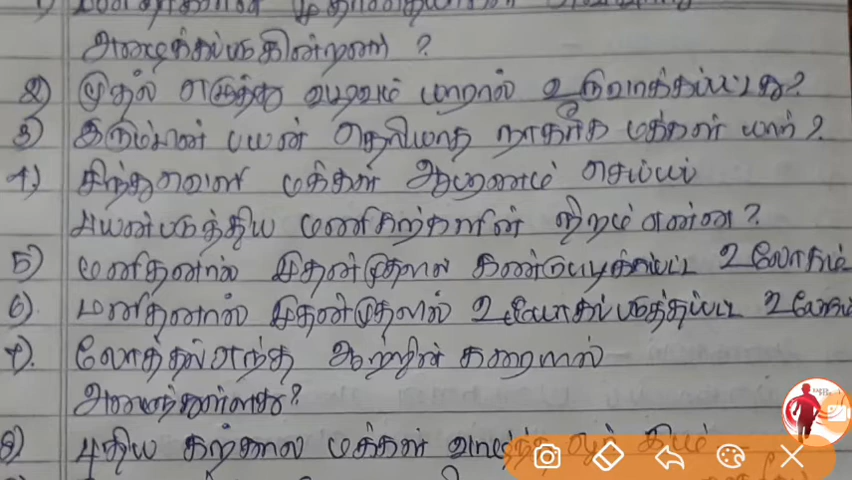 அழைக்கப்படுகின்றனர் ?
2) முதல் எழுத்து வடிவம் யாரால் உருவாக்கப்பட்டது?
3) இரும்பின் பயன் தெரியாத நாகரீக மக்கள் யார் ?
4) சிந்துவெளி மக்கள் ஆபரணம் செய்யப்
பயன்படுத்திய மணிகற்களின் நிறம் என்ன ?
5) மனிதனால் முதன்முதலில் கண்டுபிடிக்கப்பட்ட உலோகம்
6) மனிதனால் முதன்முதலில் உபயோகப்படுத்தப்பட்ட உலோகம்
7). லோத்தல் எந்த ஆற்றின் கரையில்
அமைந்துள்ளது?
8) புதிய கற்கால மக்கள் வாழ்ந்த